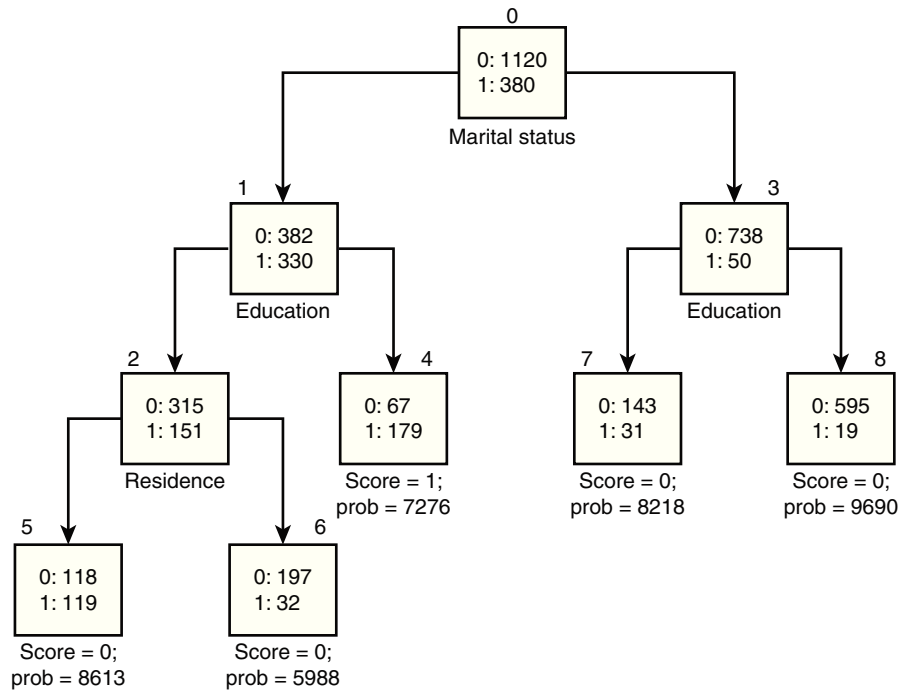 0
0: 1120
1: 380
Marital status
1
0: 382
1: 330
Education
3
0: 738
1: 50
Education
2
0: 315
1: 151
Residence
4
0: 67
1: 179
Score = 1;
prob = 7276
7
0: 143
1: 31
Score = 0;
prob = 8218
8
0: 595
1: 19
Score = 0;
prob = 9690
5
0: 118
1: 119
Score = 0;
prob = 8613
6
0: 197
1: 32
Score = 0;
prob = 5988